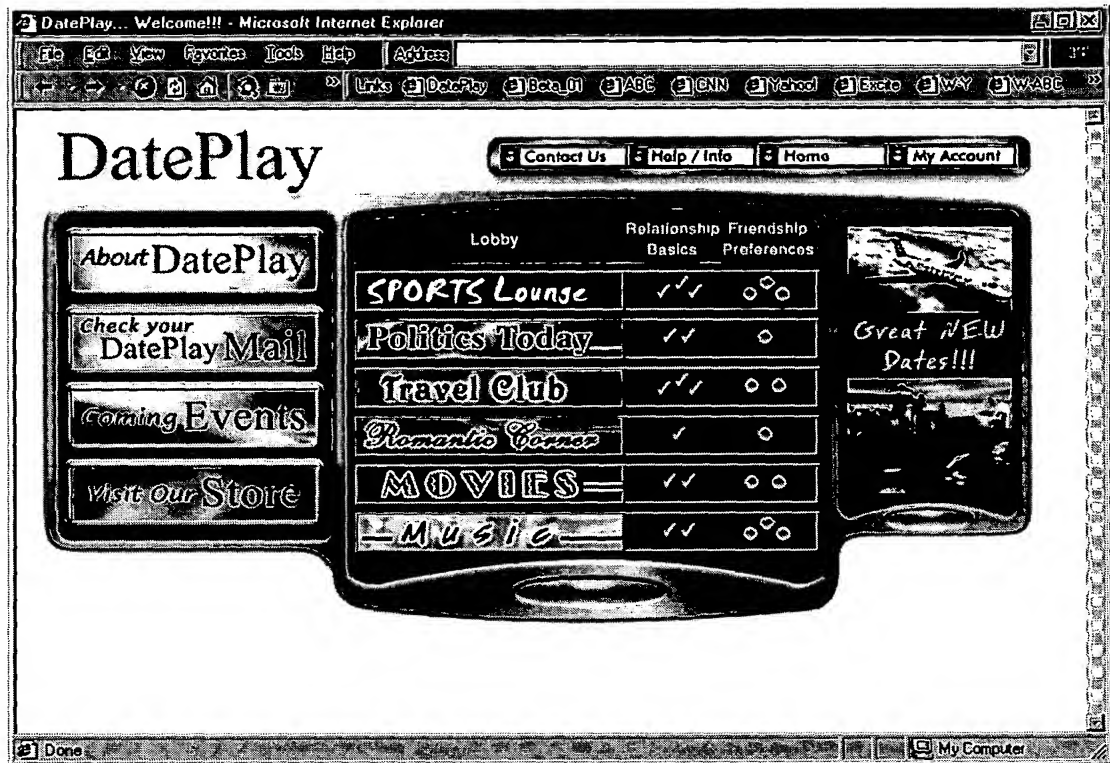 DatePlay... Welcome!!! - Microsoft Internet Explorer
File Edit View Favorites Tools Help Address
Links DatePlay Beta_01 ABC CNN Yahoo! Excite W-Y W-ABC
DatePlay
Contact Us Help / Info Home My Account
Lobby
Relationship Basics
Friendship Preferences
About DatePlay
Check your
DatePlay Mail
Coming Events
Visit Our Store
SPORTS Lounge
Politics Today
Travel Club
Romantic Corner
MOVIES
Music
Great NEW
Dates!!!
Done My Computer